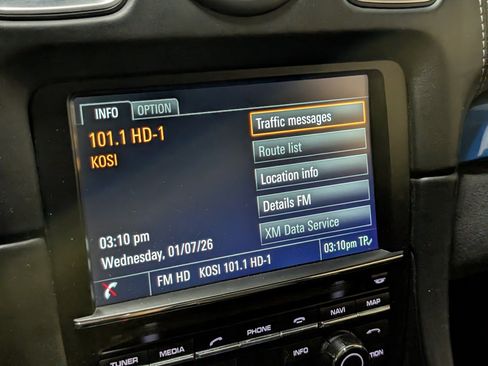 INFO OPTION
101.1 HD-1
KOSI
Traffic messages
Route list
Location info
Details FM
XM Data Service
03:10 pm
Wednesday, 01/07/26
FM HD KOSI 101.1 HD-1
03:10pm TP
TUNER MEDIA PHONE NAVI MAP
INFO
TION